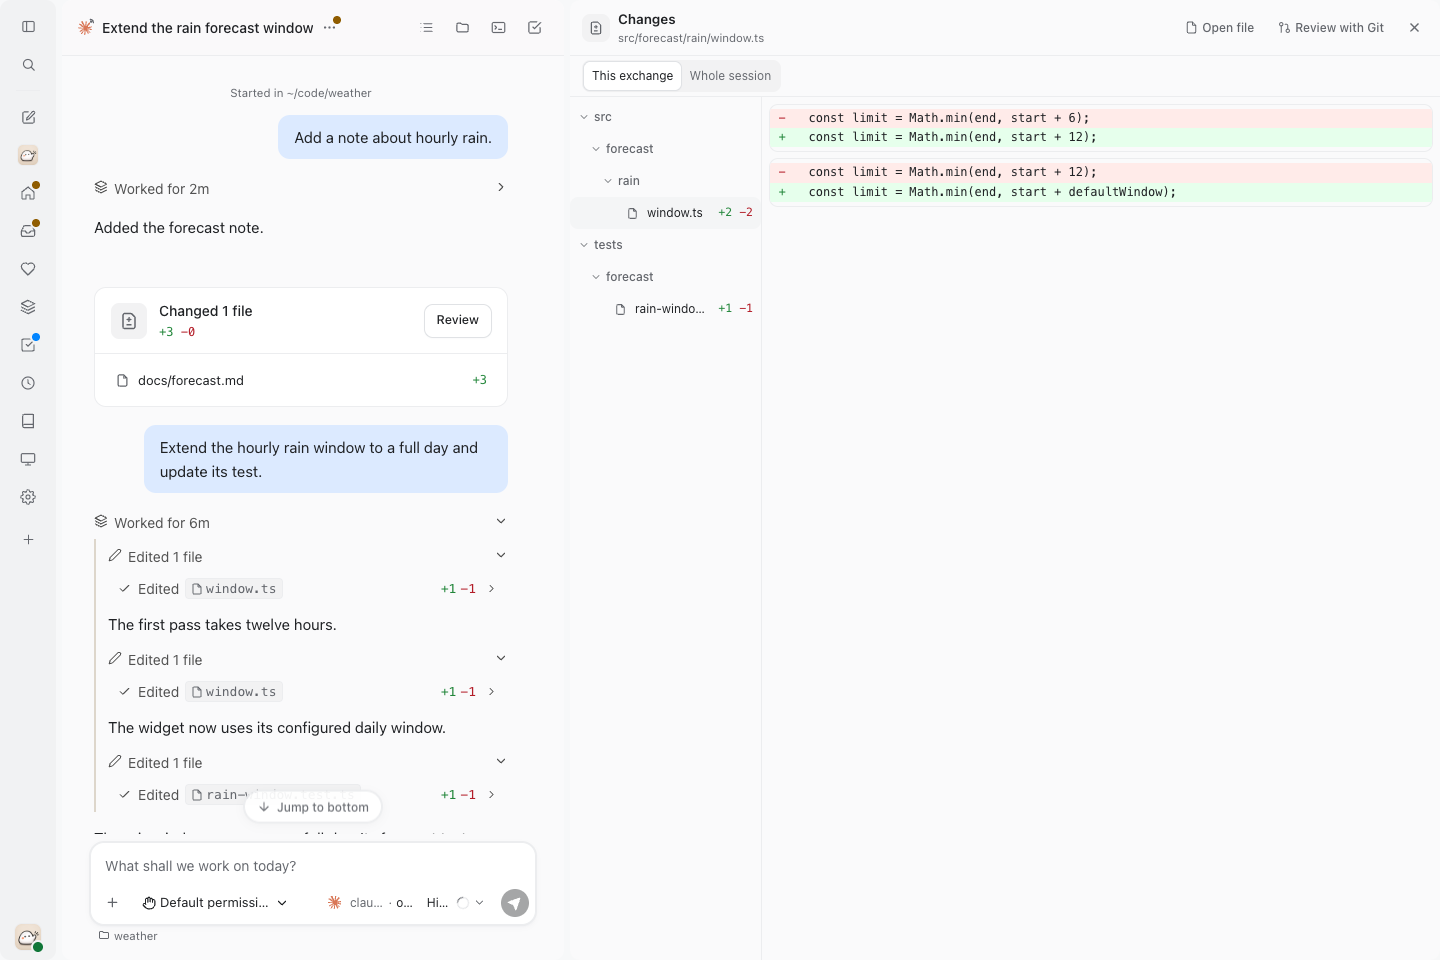 Extend the rain forecast window
Started in ~/code/weather
Add a note about hourly rain.
Worked for 2m
Added the forecast note.
Changed 1 file
+3 −0
Review
docs/forecast.md +3
Extend the hourly rain window to a full day and
update its test.
Worked for 6m
Edited 1 file
Edited window.ts +1 −1
The first pass takes twelve hours.
Edited 1 file
Edited window.ts +1 −1
The widget now uses its configured daily window.
Edited 1 file
Edited +1 −1
Jump to bottom
What shall we work on today?
Default permissi... clau... · o... Hi...
weather
Changes
src/forecast/rain/window.ts
Open file
Review with Git
This exchange
Whole session
src
forecast
rain
window.ts +2 −2
tests
forecast
rain-windo... +1 −1
− const limit = Math.min(end, start + 6);
+ const limit = Math.min(end, start + 12);
− const limit = Math.min(end, start + 12);
+ const limit = Math.min(end, start + defaultWindow);